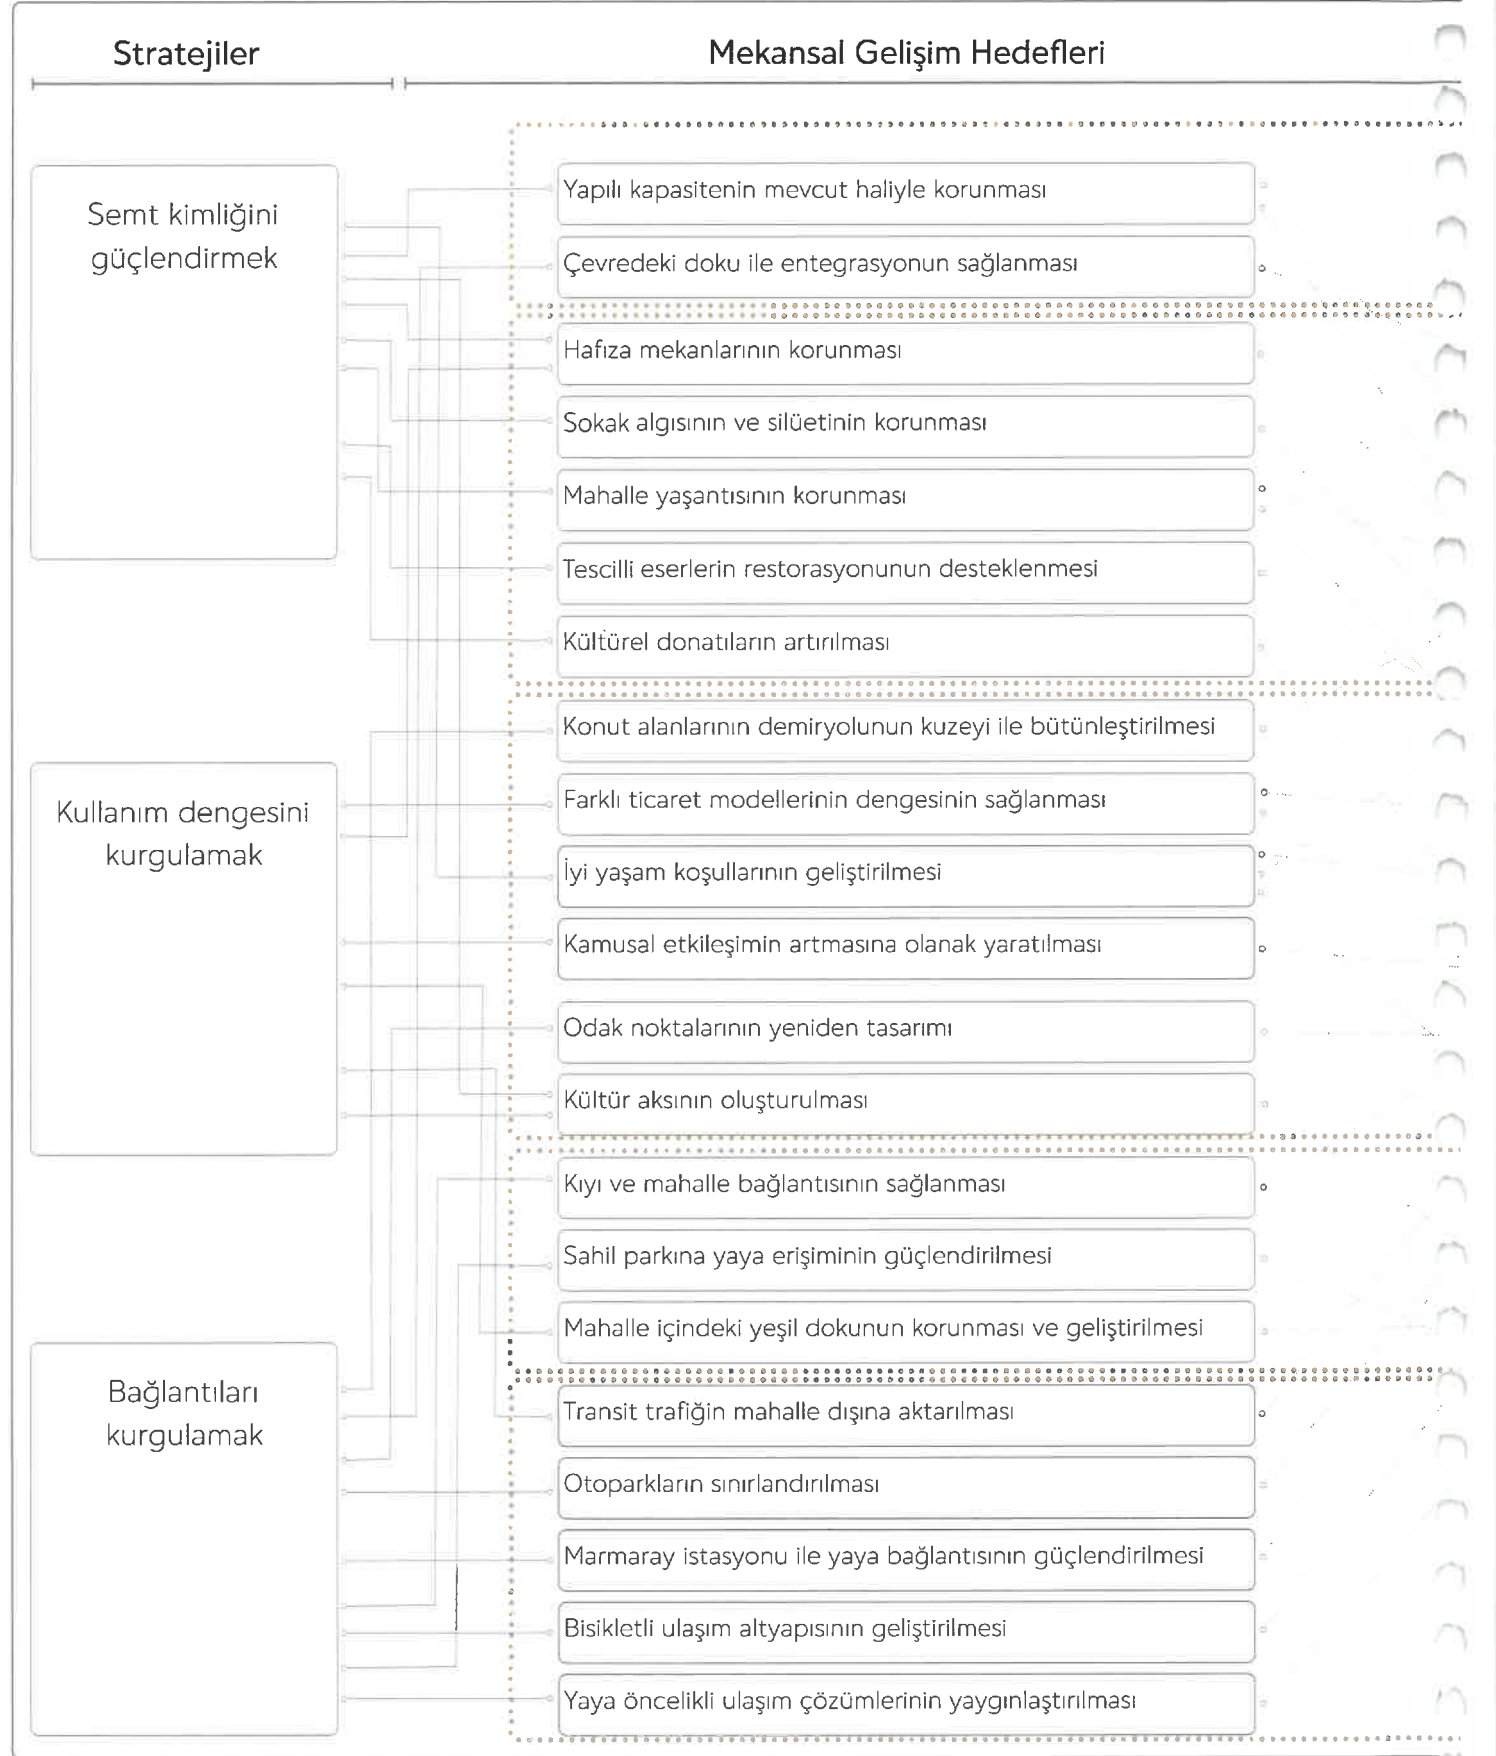 Stratejiler
Mekansal Gelişim Hedefleri
Semt kimliğini
güçlendirmek
Kullanım dengesini
kurgulamak
Bağlantıları
kurgulamak
Yapılı kapasitenin mevcut haliyle korunması
Çevredeki doku ile entegrasyonun sağlanması
Hafıza mekanlarının korunması
Sokak algısının ve silüetinin korunması
Mahalle yaşantısının korunması
Tescilli eserlerin restorasyonunun desteklenmesi
Kültürel donatıların artırılması
Konut alanlarının demiryolunun kuzeyi ile bütünleştirilmesi
Farklı ticaret modellerinin dengesinin sağlanması
İyi yaşam koşullarının geliştirilmesi
Kamusal etkileşimin artmasına olanak yaratılması
Odak noktalarının yeniden tasarımı
Kültür aksının oluşturulması
Kıyı ve mahalle bağlantısının sağlanması
Sahil parkına yaya erişiminin güçlendirilmesi
Mahalle içindeki yeşil dokunun korunması ve geliştirilmesi
Transit trafiğin mahalle dışına aktarılması
Otoparkların sınırlandırılması
Marmaray istasyonu ile yaya bağlantısının güçlendirilmesi
Bisikletli ulaşım altyapısının geliştirilmesi
Yaya öncelikli ulaşım çözümlerinin yaygınlaştırılması